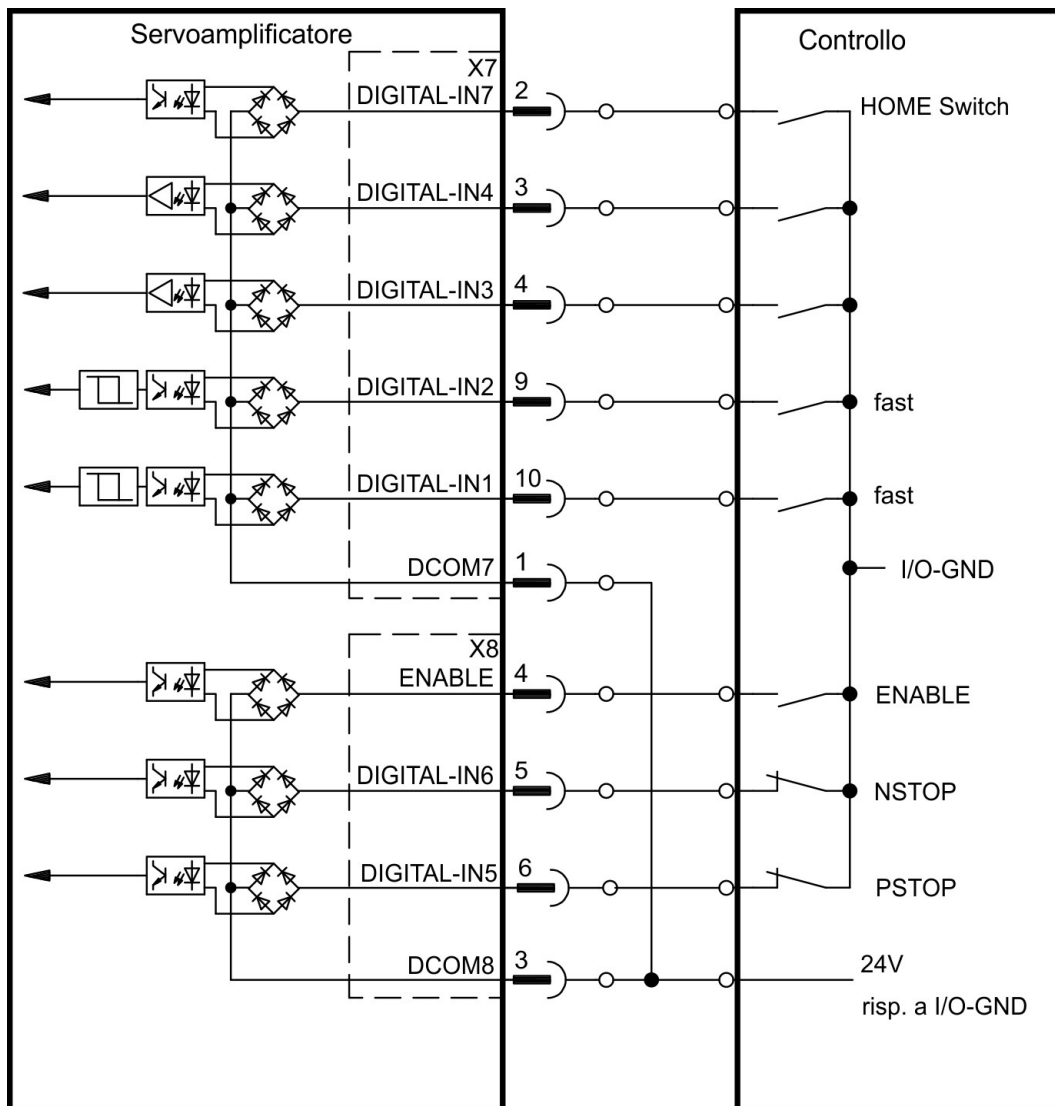 Servoamplificatore
Controllo
X7
DIGITAL-IN7 2 HOME Switch
DIGITAL-IN4 3
DIGITAL-IN3 4
DIGITAL-IN2 9 fast
DIGITAL-IN1 10 fast
DCOM7 1 I/O-GND
X8
ENABLE 4 ENABLE
DIGITAL-IN6 5 NSTOP
DIGITAL-IN5 6 PSTOP
DCOM8 3 24V
risp. a I/O-GND